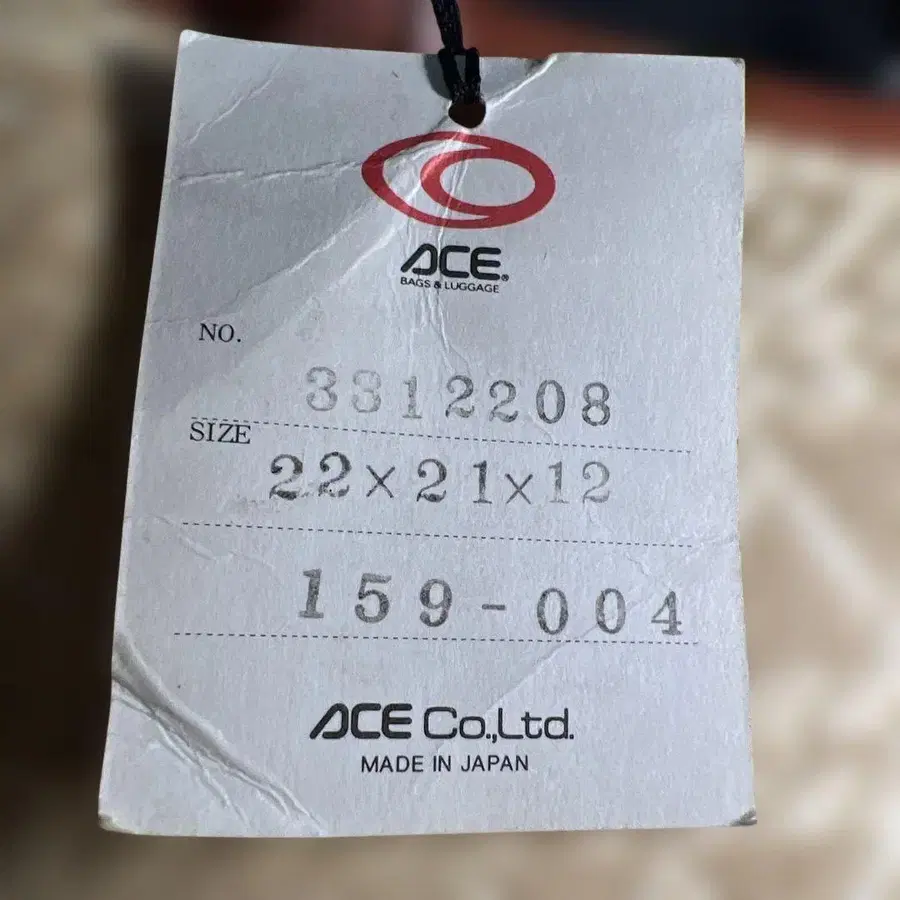 ACE®
BAGS & LUGGAGE
NO.
3312208
SIZE
22×21×12
159-004
ACE Co.,Ltd.
MADE IN JAPAN